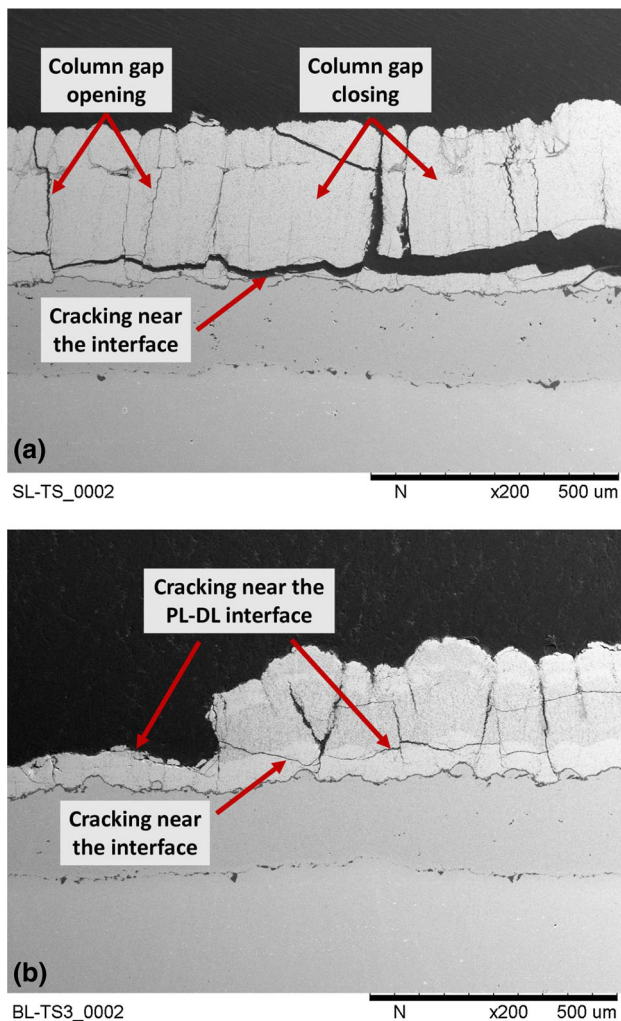 Column gap
opening
Column gap
closing
Cracking near
the interface
(a)
SL-TS_0002
N x200 500 um
Cracking near the
PL-DL interface
Cracking near
the interface
(b)
BL-TS3_0002
N x200 500 um